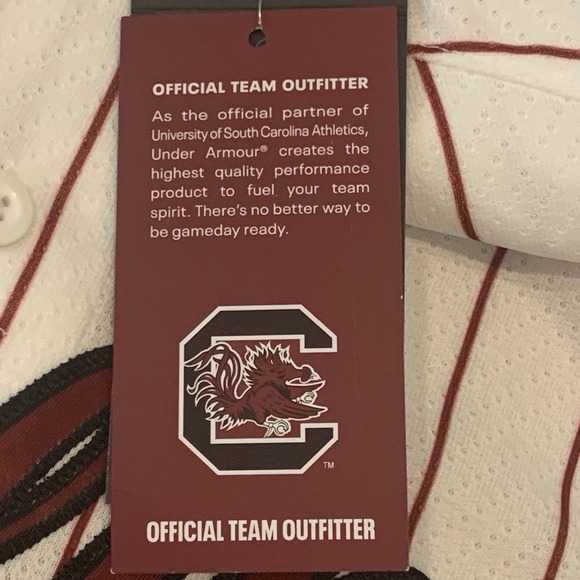 OFFICIAL TEAM OUTFITTER
As the official partner of
University of South Carolina Athletics,
Under Armour® creates the
highest quality performance
product to fuel your team
spirit. There's no better way to
be gameday ready.
C
TM
OFFICIAL TEAM OUTFITTER